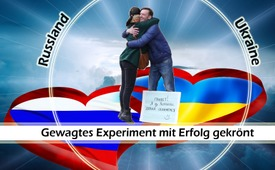 Russland
Ukraine
Gewagtes Experiment mit Erfolg gekrönt